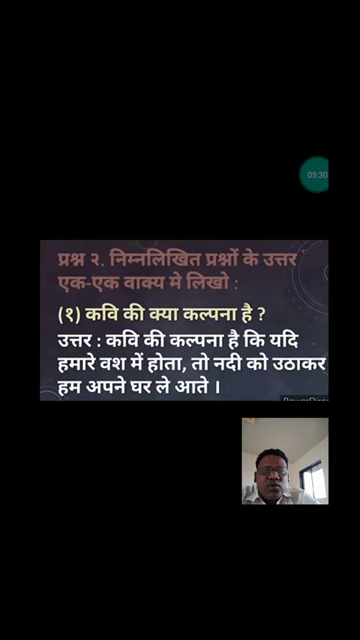 05:30
प्रश्न २. निम्नलिखित प्रश्नों के उत्तर
एक-एक वाक्य मे लिखो :
(१) कवि की क्या कल्पना है ?
उत्तर : कवि की कल्पना है कि यदि
हमारे वश में होता, तो नदी को उठाकर
हम अपने घर ले आते ।